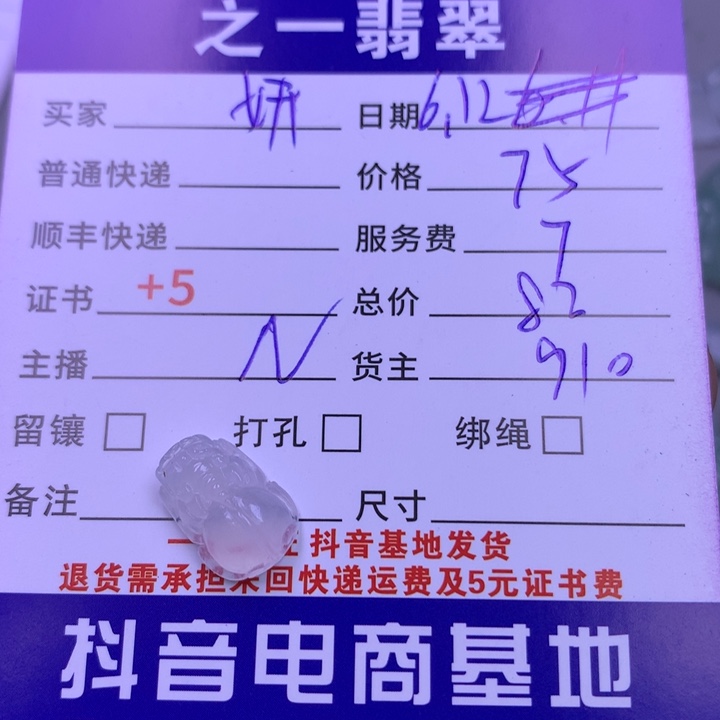 之一翡翠
买家 妍 日期 6.12
普通快递 价格 75
顺丰快递 服务费 7
证书 +5 总价 82
主播 N 货主 910
留镶 打孔 绑绳
备注 尺寸
一 抖音基地发货
退货需承担来回快递运费及5元证书费
抖音电商基地